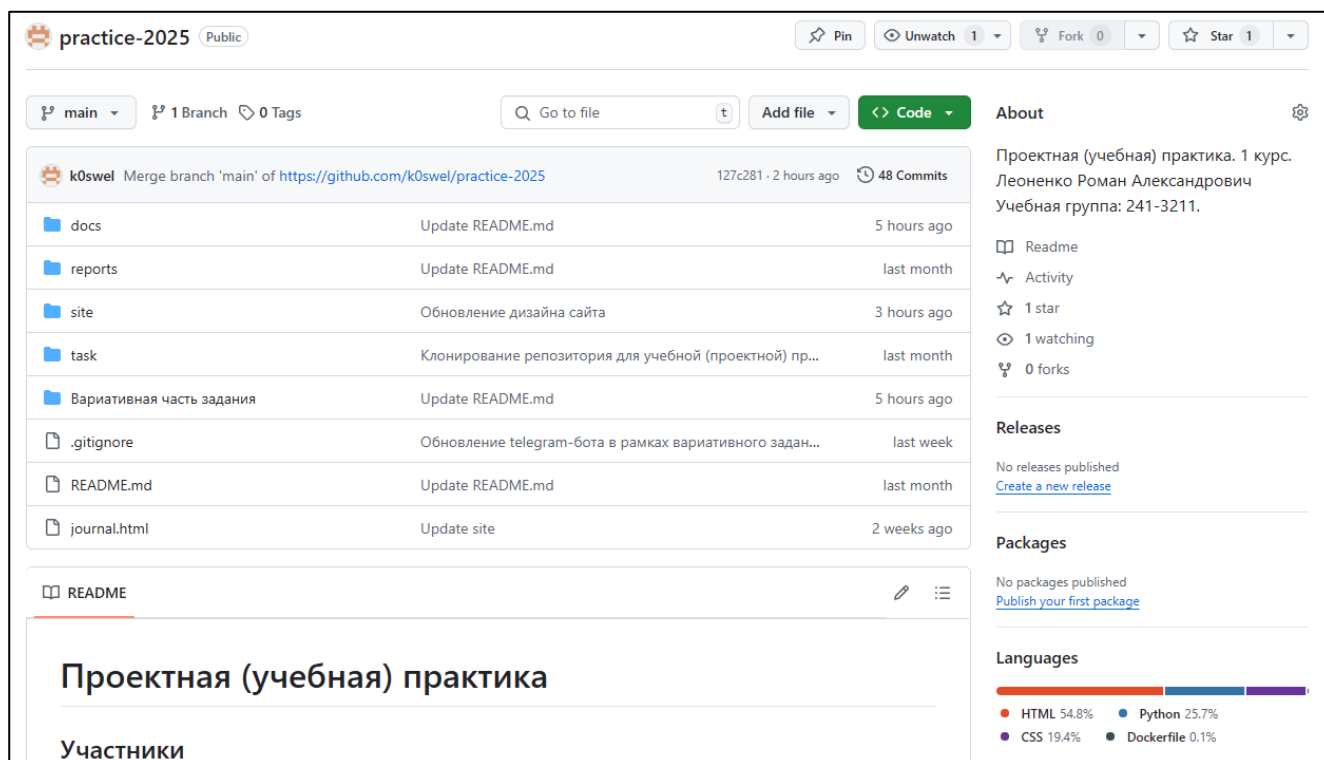 practice-2025 Public Pin Unwatch 1 Fork 0 Star 1
main 1 Branch 0 Tags Go to file t Add file <> Code
k0swel Merge branch 'main' of https://github.com/k0swel/practice-2025 127c281 · 2 hours ago 48 Commits
docs Update README.md 5 hours ago
reports Update README.md last month
site Обновление дизайна сайта 3 hours ago
task Клонирование репозитория для учебной (проектной) пр... last month
Вариативная часть задания Update README.md 5 hours ago
.gitignore Обновление telegram-бота в рамках вариативного задан... last week
README.md Update README.md last month
journal.html Update site 2 weeks ago
README
Проектная (учебная) практика
Участники
About
Проектная (учебная) практика. 1 курс.
Леоненко Роман Александрович
Учебная группа: 241-3211.
Readme
Activity
1 star
1 watching
0 forks
Releases
No releases published
Create a new release
Packages
No packages published
Publish your first package
Languages
HTML 54.8% Python 25.7%
CSS 19.4% Dockerfile 0.1%